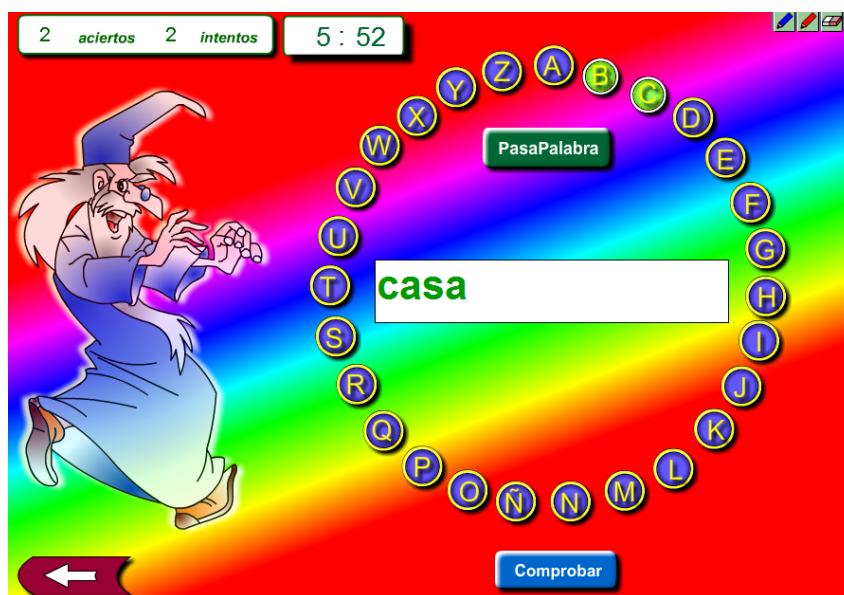 2 aciertos 2 intentos
5 : 52
A
B
C
D
E
F
G
H
I
J
K
L
M
N
Ñ
O
P
Q
R
S
T
U
V
W
X
Y
Z
PasaPalabra
casa
Comprobar